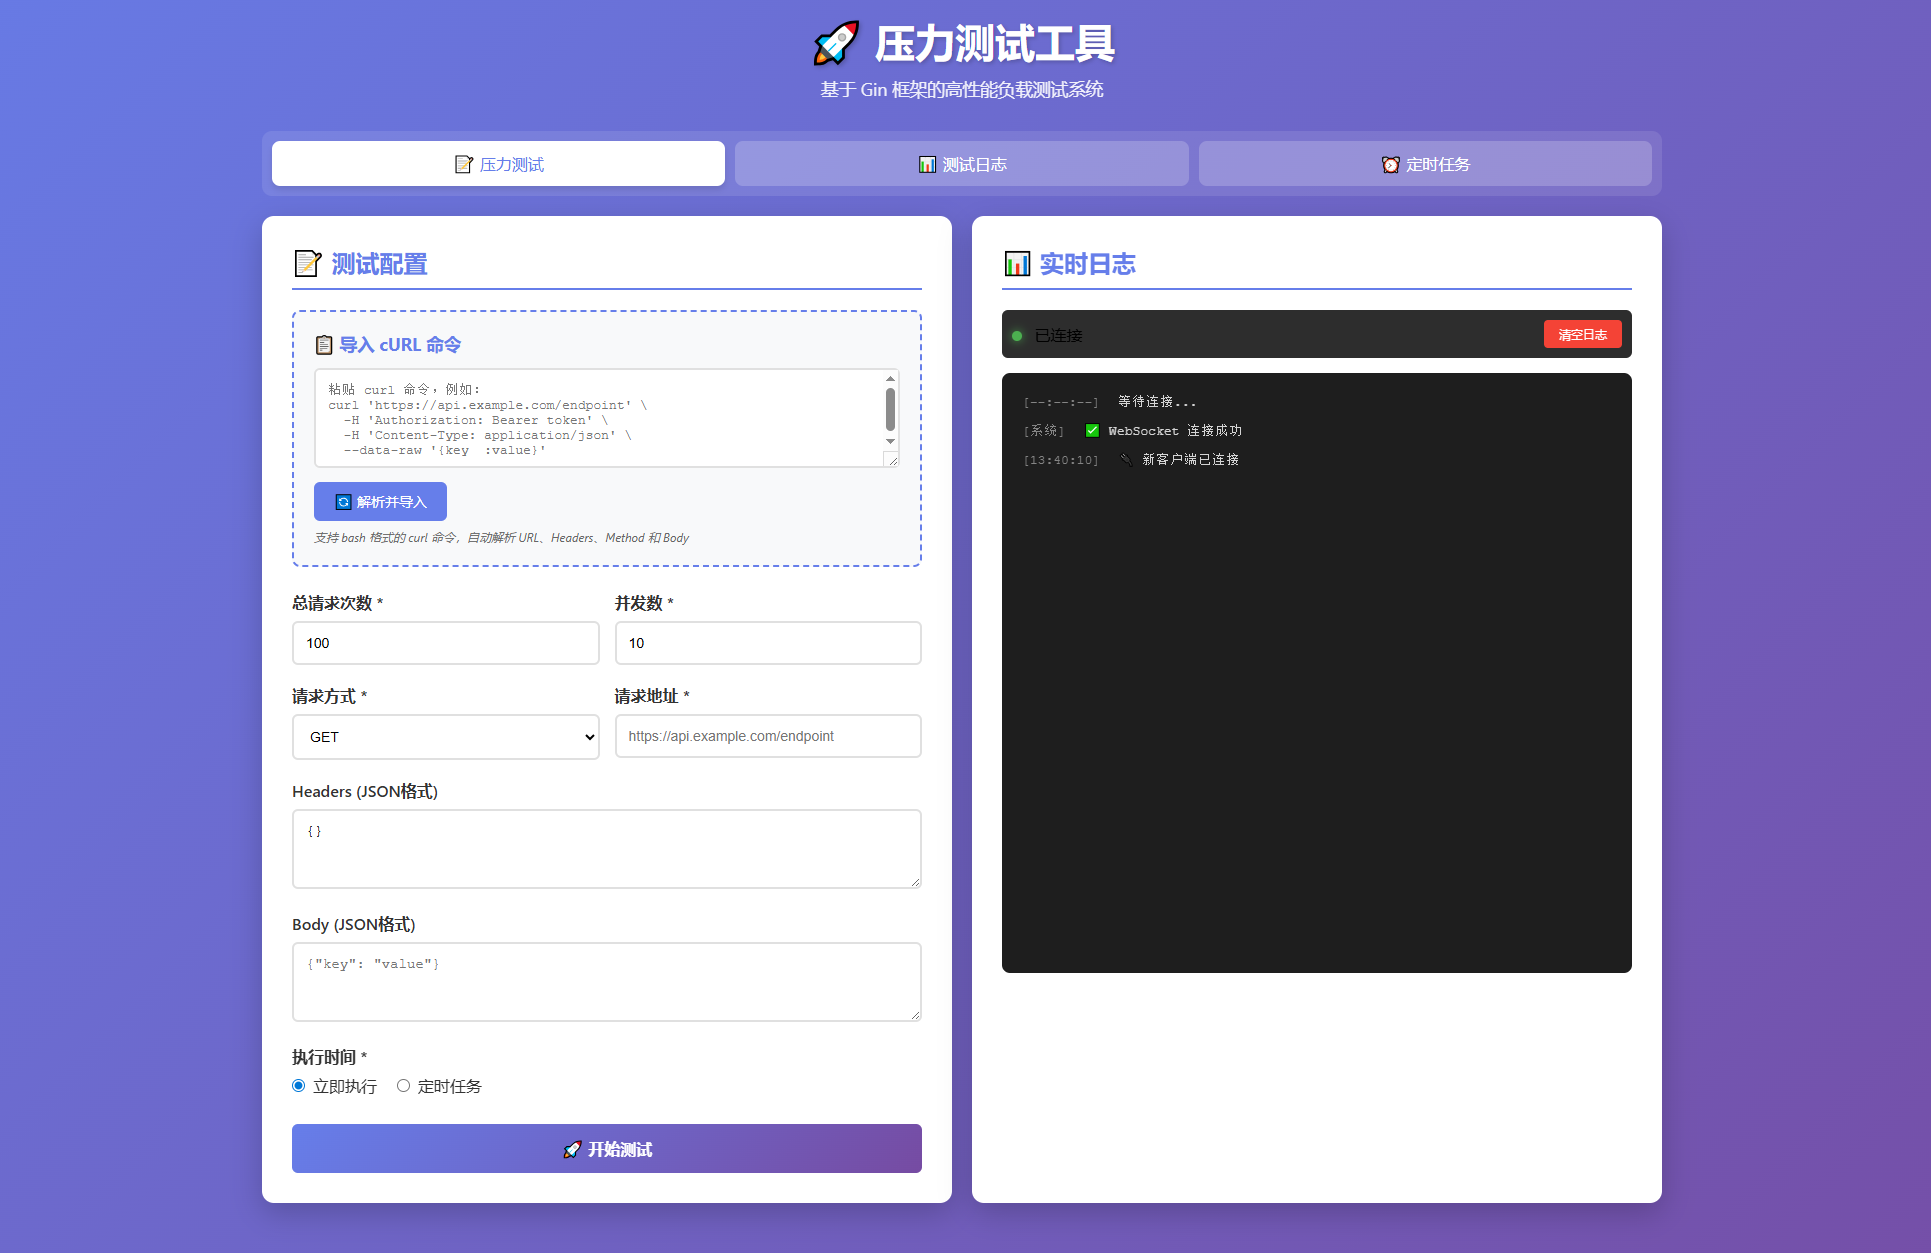 🚀 压力测试工具
基于 Gin 框架的高性能负载测试系统
📝 压力测试
📊 测试日志
⏰ 定时任务
📝 测试配置
📋 导入 cURL 命令
粘贴 curl 命令，例如：
curl 'https://api.example.com/endpoint' \
-H 'Authorization: Bearer token' \
-H 'Content-Type: application/json' \
--data-raw '{key :value}'
🔄 解析并导入
支持 bash 格式的 curl 命令，自动解析 URL、Headers、Method 和 Body
总请求次数 *
并发数 *
100
10
请求方式 *
请求地址 *
GET
https://api.example.com/endpoint
Headers (JSON格式)
{}
Body (JSON格式)
{"key": "value"}
执行时间 *
立即执行
定时任务
🚀 开始测试
📊 实时日志
已连接
清空日志
[--:--:--] 等待连接...
[系统] ✅ WebSocket 连接成功
[13:40:10] 🔌 新客户端已连接